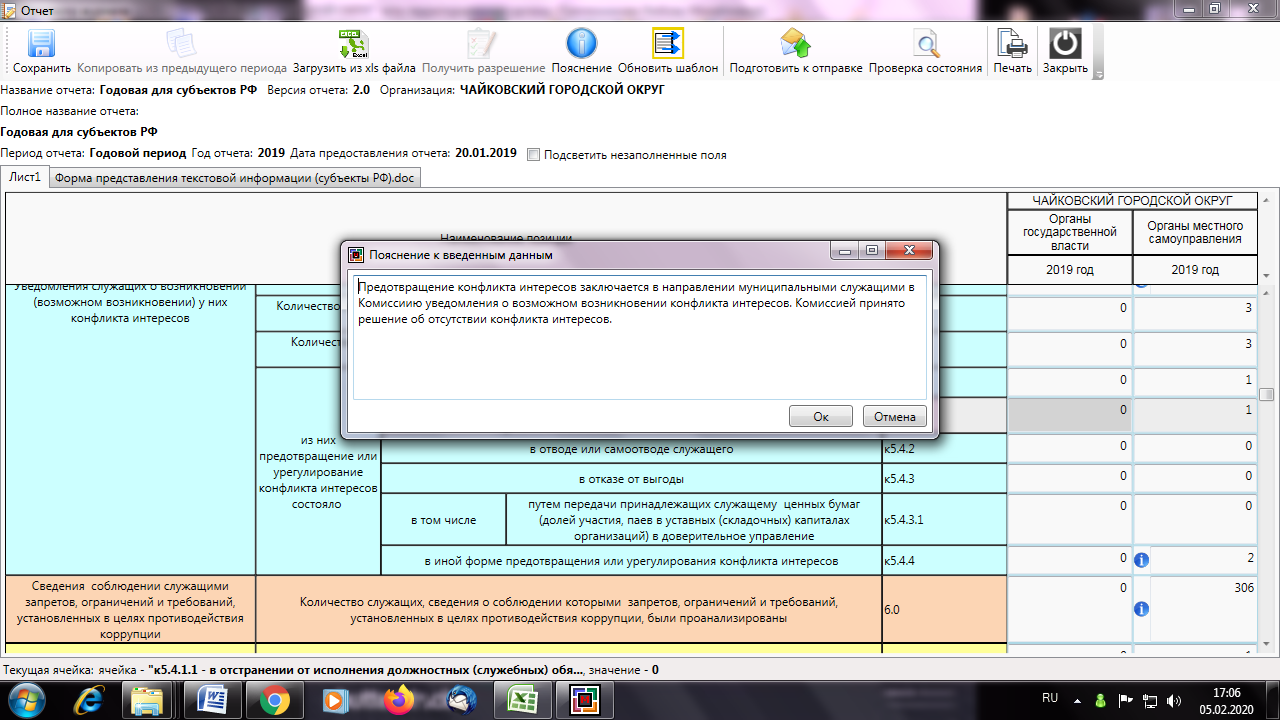 Отчет
Сохранить Копировать из предыдущего периода Загрузить из xls файла Получить разрешение Пояснение Обновить шаблон Подготовить к отправке Проверка состояния Печать Закрыть
Название отчета: Годовая для субъектов РФ Версия отчета: 2.0 Организация: ЧАЙКОВСКИЙ ГОРОДСКОЙ ОКРУГ
Полное название отчета:
Годовая для субъектов РФ
Период отчета: Годовой период Год отчета: 2019 Дата предоставления отчета: 20.01.2019 Подсветить незаполненные поля
Лист1 Форма представления текстовой информации (субъекты РФ).doc
ЧАЙКОВСКИЙ ГОРОДСКОЙ ОКРУГ
Наименование позиции
Органы
государственной
власти
Органы местного
самоуправления
2019 год 2019 год
Пояснение к введенным данным
Предотвращение конфликта интересов заключается в направлении муниципальными служащими в
Комиссиию уведомления о возможном возникновении конфликта интересов. Комиссией принято
решение об отсутствии конфликта интересов.
Ок Отмена
Уведомления служащих о возникновении
(возможном возникновении) у них
конфликта интересов
Количество 0 3
Количес 0 3
0 1
0 1
из них
предотвращение или
урегулирование
конфликта интересов
состояло
в отводе или самоотводе служащего к5.4.2 0 0
в отказе от выгоды к5.4.3 0 0
в том числе
путем передачи принадлежащих служащему ценных бумаг
(долей участия, паев в уставных (складочных) капиталах
организаций) в доверительное управление
к5.4.3.1 0 0
в иной форме предотвращения или урегулирования конфликта интересов к5.4.4 0 2
Сведения соблюдении служащими
запретов, ограничений и требований,
установленных в целях противодействия
коррупции
Количество служащих, сведения о соблюдении которыми запретов, ограничений и требований,
установленных в целях противодействия коррупции, были проанализированы
6.0 0 306
Текущая ячейка: ячейка - "к5.4.1.1 - в отстранении от исполнения должностных (служебных) обя..., значение - 0
RU 17:06
05.02.2020